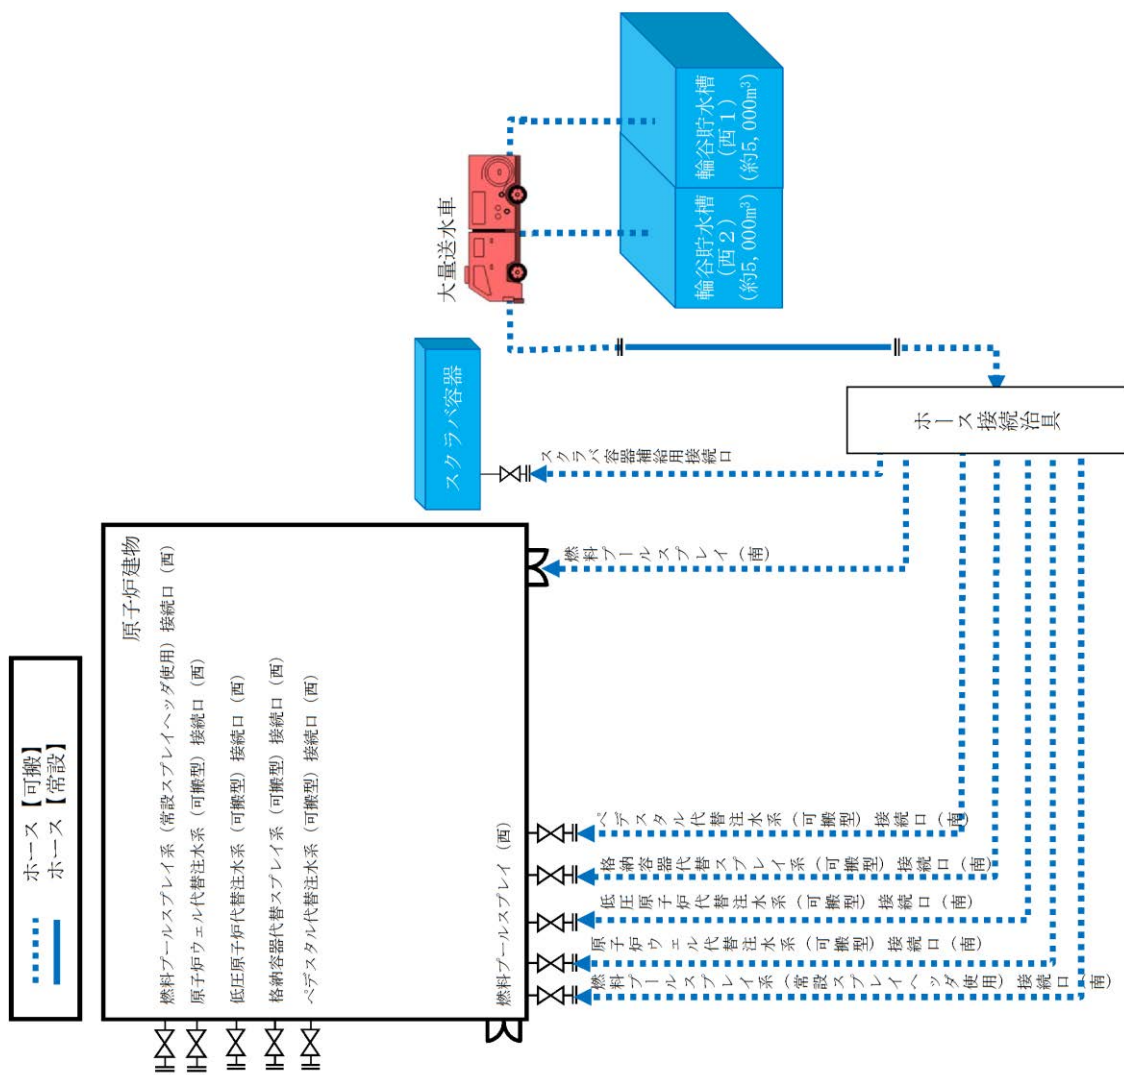 ホース【可搬】
ホース【常設】
原子炉建物
燃料プールスプレイ系（常設スプレイヘッダ使用）接続口（西）
原子炉ウェル代替注水系（可搬型）接続口（西）
低圧原子炉代替注水系（可搬型）接続口（西）
格納容器代替スプレイ系（可搬型）接続口（西）
ペデスタル代替注水系（可搬型）接続口（西）
燃料プールスプレイ（西）
スクラバ容器
大量送水車
輪谷貯水槽
（西１）
（約5,000m³）
輪谷貯水槽
（西２）
（約5,000m³）
スクラバ容器補給用接続口
燃料プールスプレイ（南）
ペデスタル代替注水系（可搬型）接続口（南）
格納容器代替スプレイ系（可搬型）接続口（南）
低圧原子炉代替注水系（可搬型）接続口（南）
原子炉ウェル代替注水系（可搬型）接続口（南）
燃料プールスプレイ系（常設スプレイヘッダ使用）接続口（南）
ホース接続治具